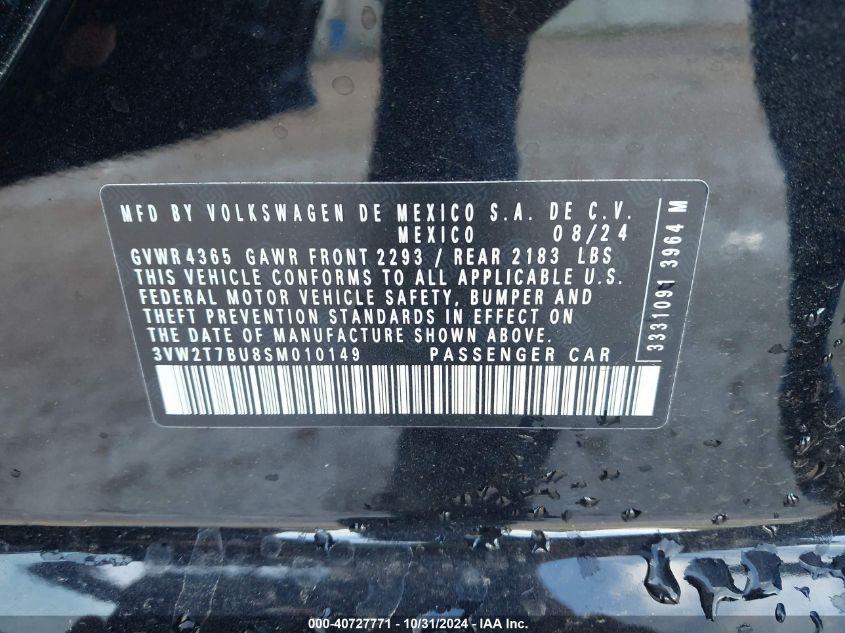 MFD BY VOLKSWAGEN DE MEXICO S.A. DE C.V.
MEXICO 08/24
GVWR 4365 GAWR FRONT 2293 / REAR 2183 LBS
THIS VEHICLE CONFORMS TO ALL APPLICABLE U.S.
FEDERAL MOTOR VEHICLE SAFETY, BUMPER AND
THEFT PREVENTION STANDARDS IN EFFECT ON
THE DATE OF MANUFACTURE SHOWN ABOVE.
3VW2T7BU8SM010149 PASSENGER CAR
3331091 3964 M
000-40727771 - 10/31/2024 - IAA Inc.